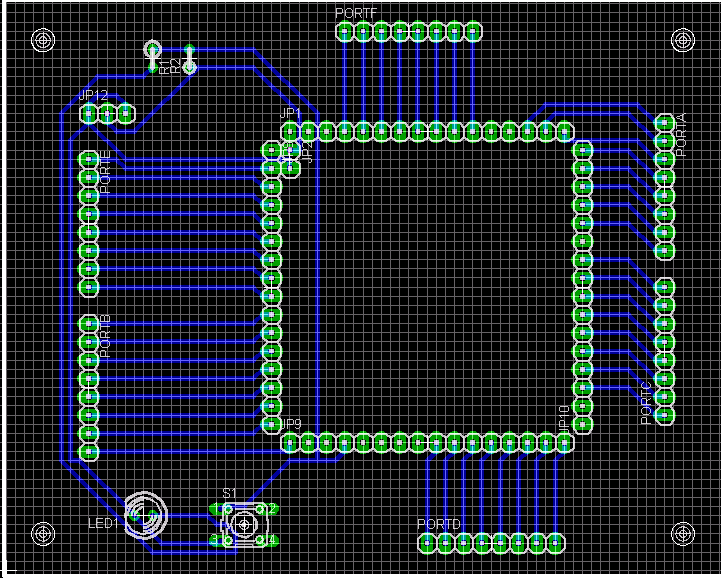 PORTF
R1
R2
JP12
JP1
PORTA
JP2
PORTE
PORTB
PORTC
JP9
JP10
S1
1
2
3
4
LED1
PORTD